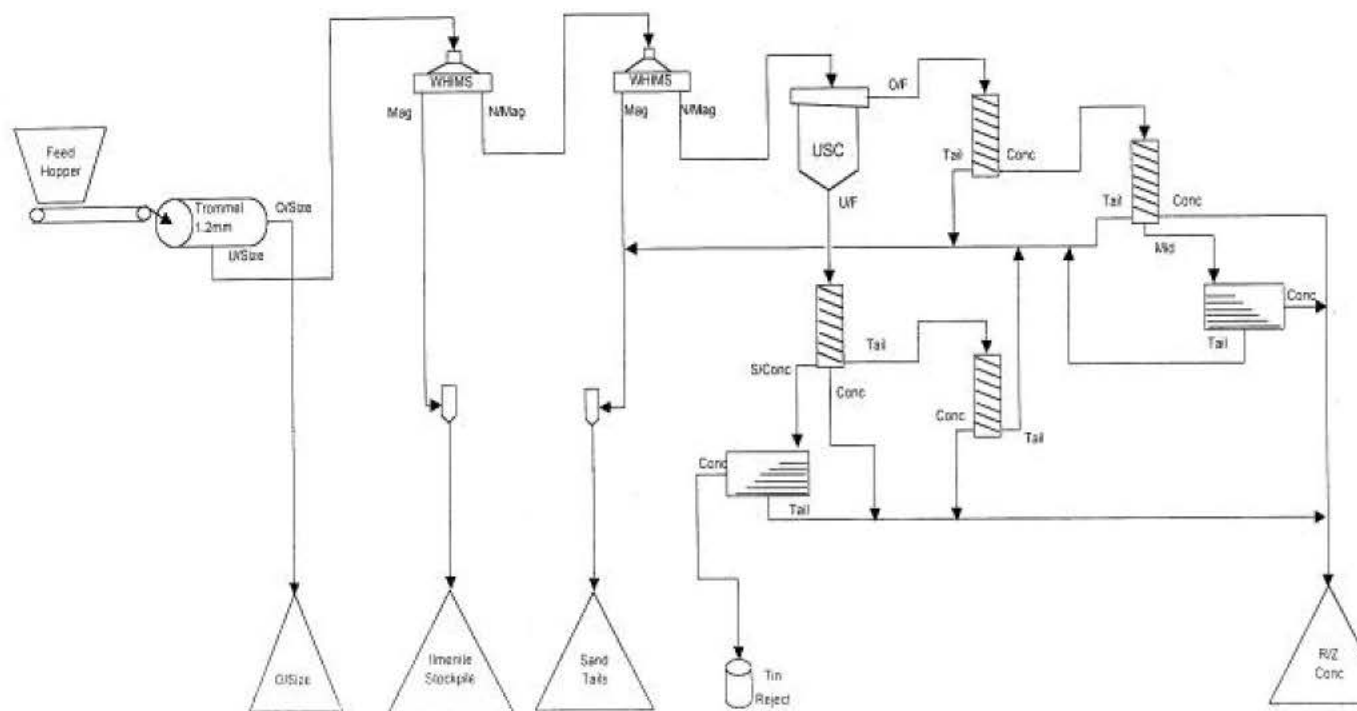 Feed
Hopper
Trommel
1.2mm
O/Size
U/Size
WHIMS
Mag
N/Mag
WHIMS
Mag
N/Mag
USC
O/F
U/F
Tail
Conc
Tail
Conc
Mid
Conc
Tail
Tail
S/Conc
Conc
Conc
Tail
Conc
Tail
O/Size
Ilmenite
Stockpile
Sand
Tails
Tin
Reject
R/Z
Conc